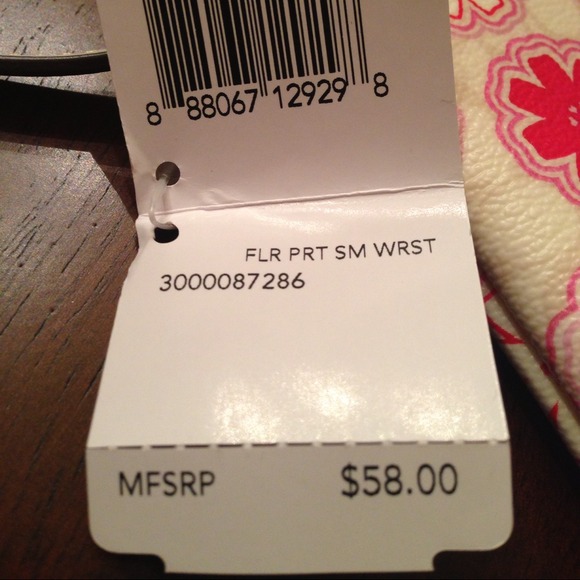 8 88067 12929 8
FLR PRT SM WRST
3000087286
MFSRP $58.00